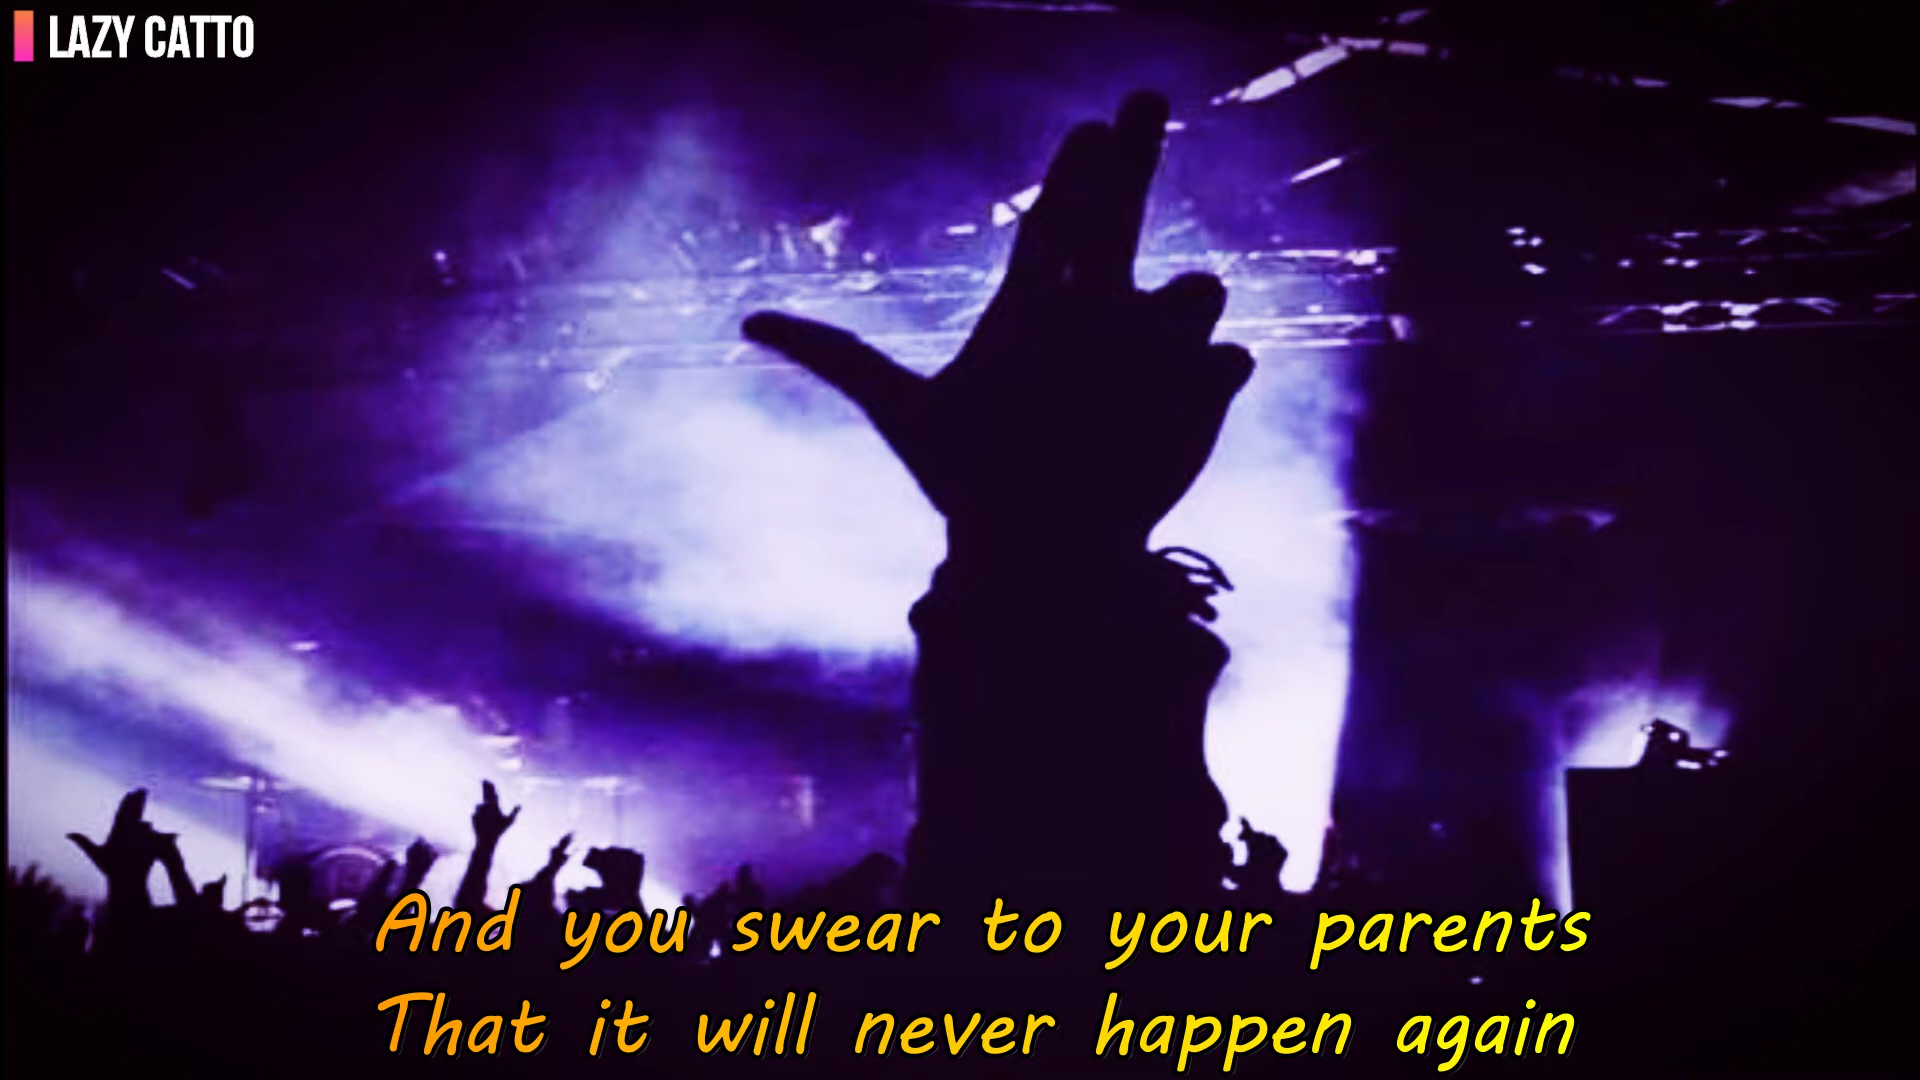 LAZY CATTO
And you swear to your parents
That it will never happen again